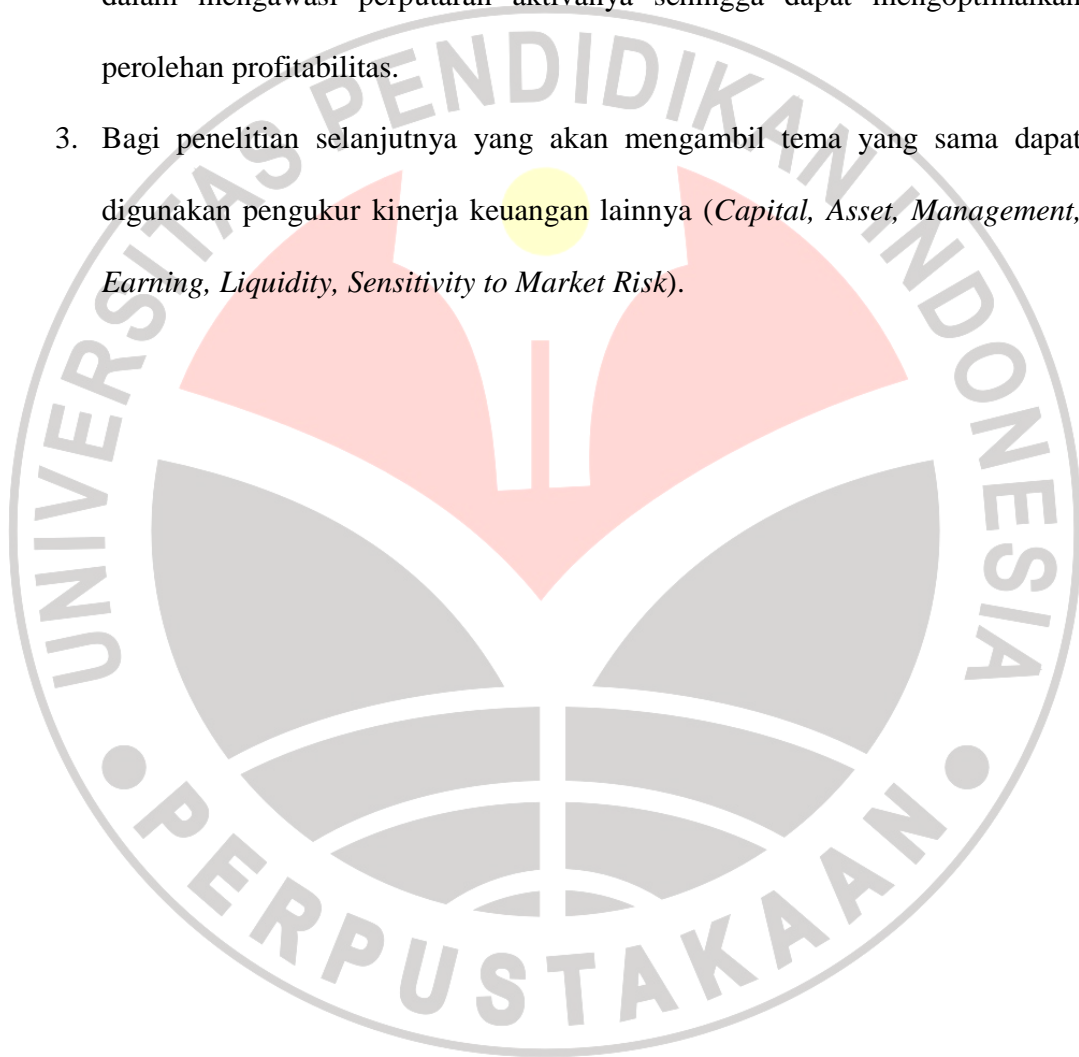 dalam mengawasi perputaran aktivanya sehingga dapat mengoptimalkan
perolehan profitabilitas.
3. Bagi penelitian selanjutnya yang akan mengambil tema yang sama dapat
digunakan pengukur kinerja keuangan lainnya (Capital, Asset, Management,
Earning, Liquidity, Sensitivity to Market Risk).
UNIVERSITAS PENDIDIKAN INDONESIA
PERPUSTAKAAN